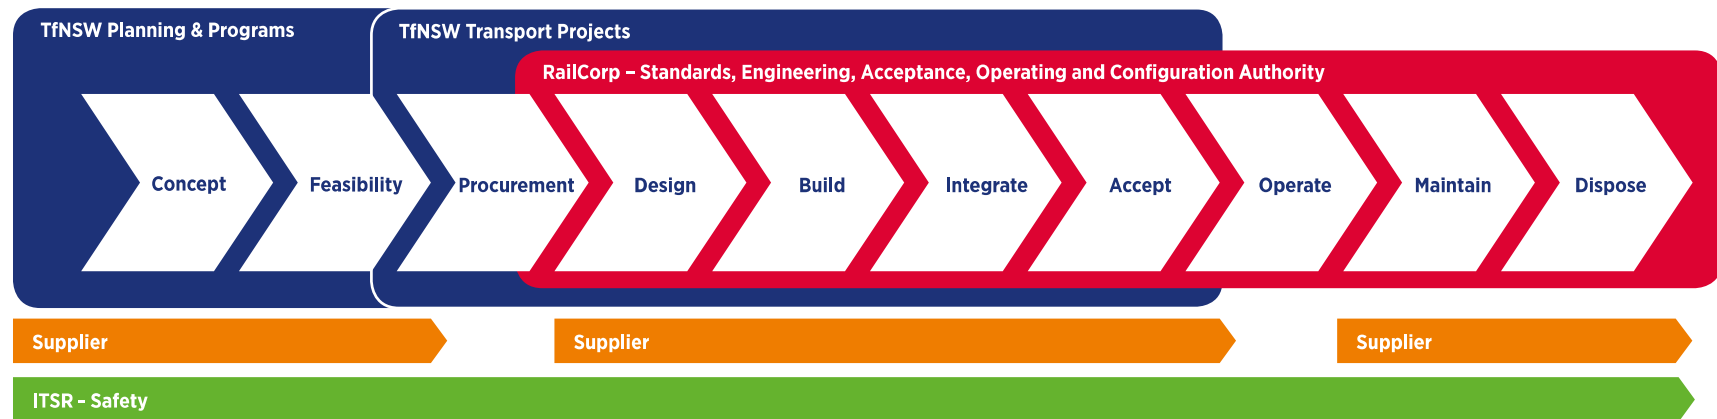 TfNSW Planning & Programs
TfNSW Transport Projects
RailCorp – Standards, Engineering, Acceptance, Operating and Configuration Authority
Concept
Feasibility
Procurement
Design
Build
Integrate
Accept
Operate
Maintain
Dispose
Supplier
Supplier
Supplier
ITSR – Safety